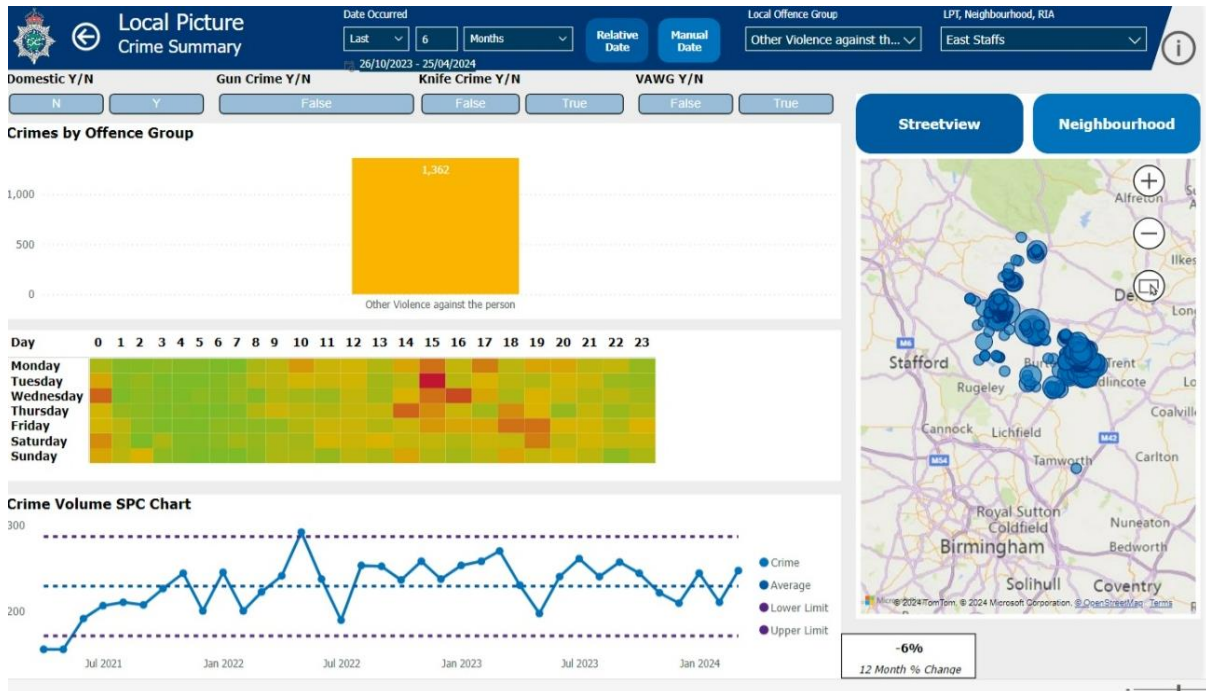 Local Picture
Crime Summary
Date Occurred
Last
6
Months
26/10/2023 - 25/04/2024
Relative
Date
Manual
Date
Local Offence Group
Other Violence against th...
LPT, Neighbourhood, RIA
East Staffs
i
Domestic Y/N
Gun Crime Y/N
Knife Crime Y/N
VAWG Y/N
N
Y
False
False
True
False
True
Crimes by Offence Group
1,362
1,000
500
0
Other Violence against the person
Day 0 1 2 3 4 5 6 7 8 9 10 11 12 13 14 15 16 17 18 19 20 21 22 23
Monday
Tuesday
Wednesday
Thursday
Friday
Saturday
Sunday
Crime Volume SPC Chart
300
200
Jul 2021
Jan 2022
Jul 2022
Jan 2023
Jul 2023
Jan 2024
Crime
Average
Lower Limit
Upper Limit
Streetview
Neighbourhood
Alfreton
Ilkes
De
Lon
M6
Stafford
Bur
Trent
Rugeley
dlincote
Lo
Coalvill
Cannock
Lichfield
M42
M54
Tamworth
Carlton
Royal Sutton
Coldfield
Nuneaton
Birmingham
Bedworth
Solihull
Coventry
© 2024 TomTom, © 2024 Microsoft Corporation, © OpenStreetMap Terms
-6%
12 Month % Change